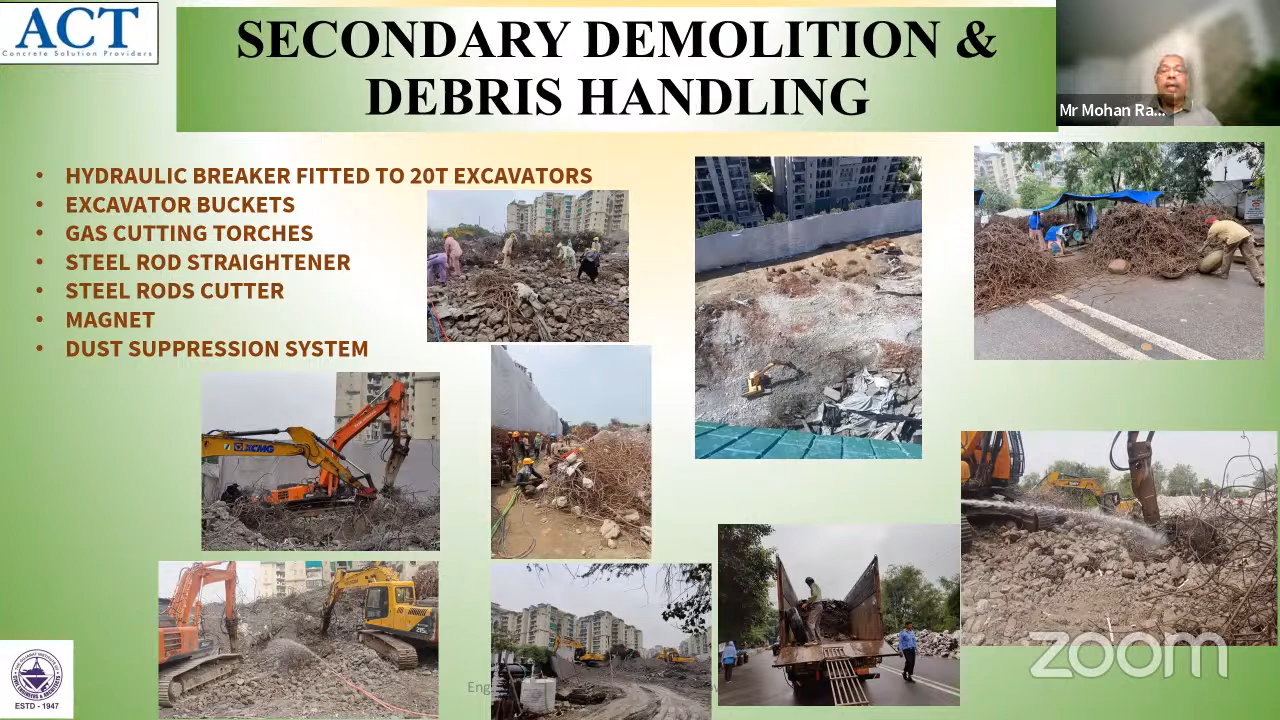 ACT
Concrete Solution Providers
SECONDARY DEMOLITION &
DEBRIS HANDLING
Mr Mohan Ra...
• HYDRAULIC BREAKER FITTED TO 20T EXCAVATORS
• EXCAVATOR BUCKETS
• GAS CUTTING TORCHES
• STEEL ROD STRAIGHTENER
• STEEL RODS CUTTER
• MAGNET
• DUST SUPPRESSION SYSTEM
XCMG
215
ESTD - 1947
zoom